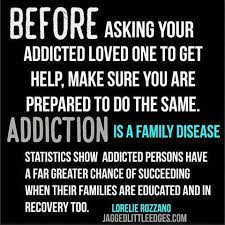 BEFORE ASKING YOUR
ADDICTED LOVED ONE TO GET
HELP, MAKE SURE YOU ARE
PREPARED TO DO THE SAME.
ADDICTION IS A FAMILY DISEASE
STATISTICS SHOW ADDICTED PERSONS HAVE
A FAR GREATER CHANCE OF SUCCEEDING
WHEN THEIR FAMILIES ARE EDUCATED AND IN
RECOVERY TOO. LORELIE ROZZANO
JAGGEDLITTLEEDGES.COM